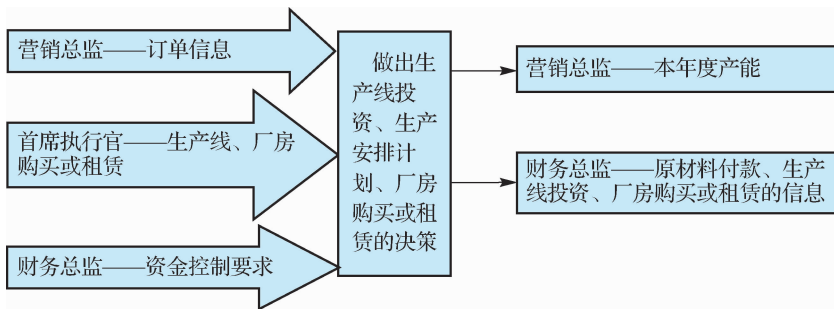 营销总监——订单信息
首席执行官——生产线、厂房
购买或租赁
财务总监——资金控制要求
做出生
产线投
资、生产
安排计
划、厂房
购买或租
赁的决策
营销总监——本年度产能
财务总监——原材料付款、生产
线投资、厂房购买或租赁的信息